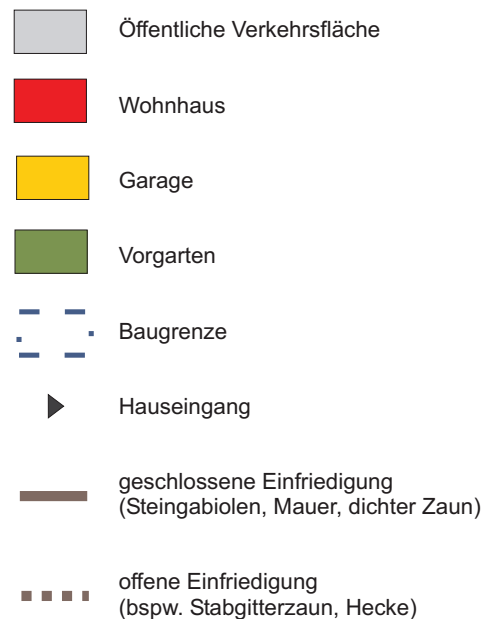 Öffentliche Verkehrsfläche
Wohnhaus
Garage
Vorgarten
Baugrenze
Hauseingang
geschlossene Einfriedigung
(Steingabiolen, Mauer, dichter Zaun)
offene Einfriedigung
(bspw. Stabgitterzaun, Hecke)